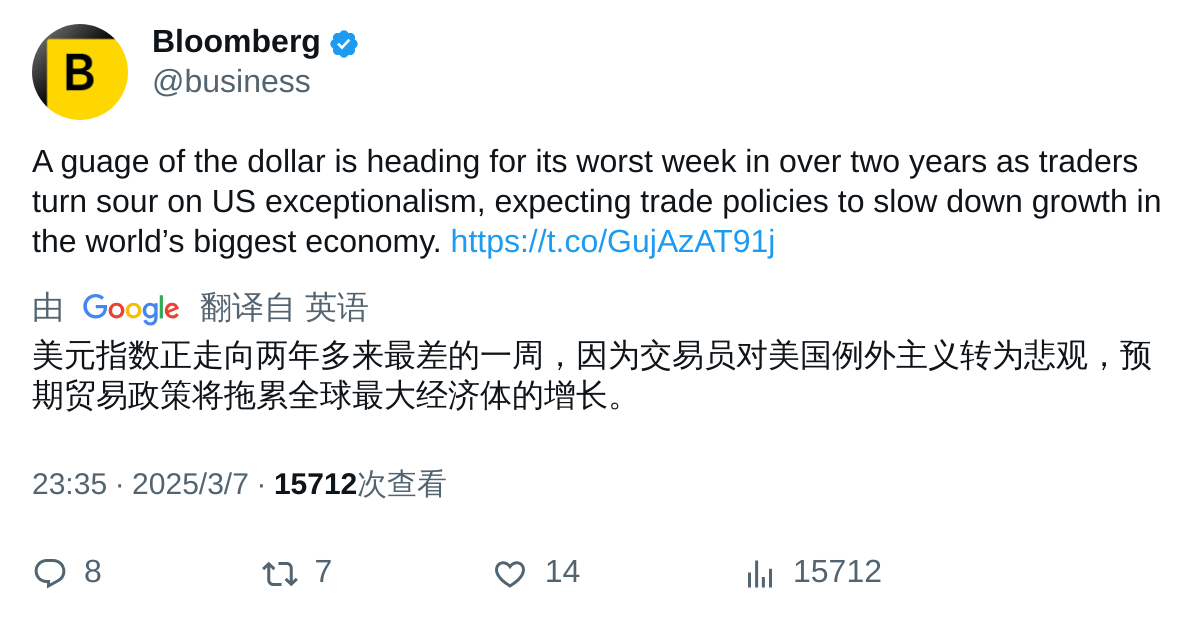 B
Bloomberg
@business
A guage of the dollar is heading for its worst week in over two years as traders
turn sour on US exceptionalism, expecting trade policies to slow down growth in
the world’s biggest economy. https://t.co/GujAzAT91j
由 Google 翻译自 英语
美元指数正走向两年多来最差的一周，因为交易员对美国例外主义转为悲观，预
期贸易政策将拖累全球最大经济体的增长。
23:35 · 2025/3/7 · 15712次查看
8 7 14 15712